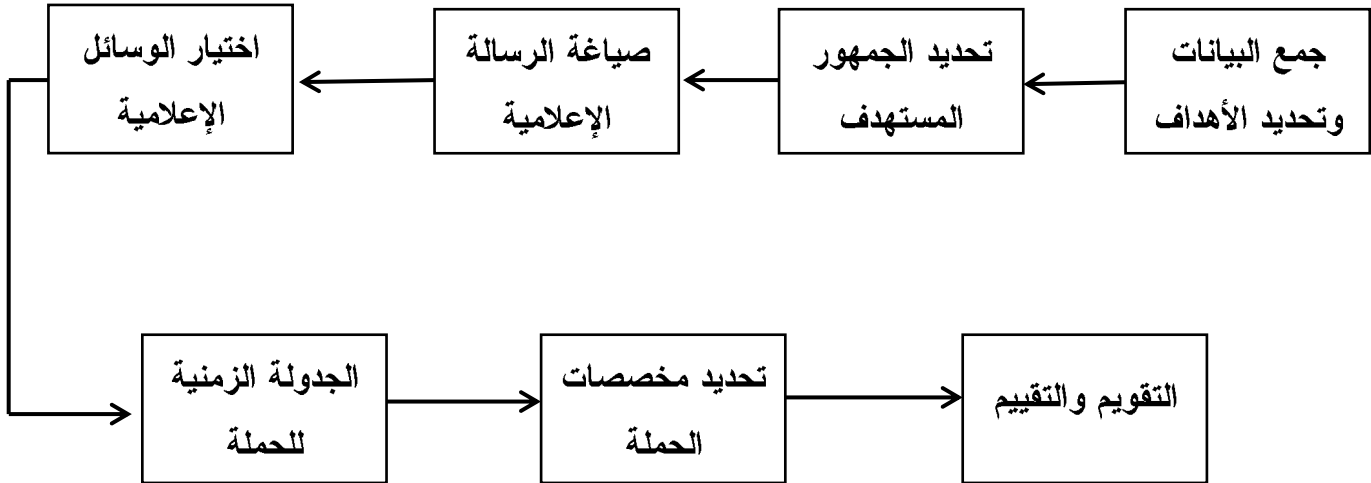 جمع البيانات
وتحديد الأهداف
تحديد الجمهور
المستهدف
صياغة الرسالة
الإعلامية
اختيار الوسائل
الإعلامية
الجدولة الزمنية
للحملة
تحديد مخصصات
الحملة
التقويم والتقييم